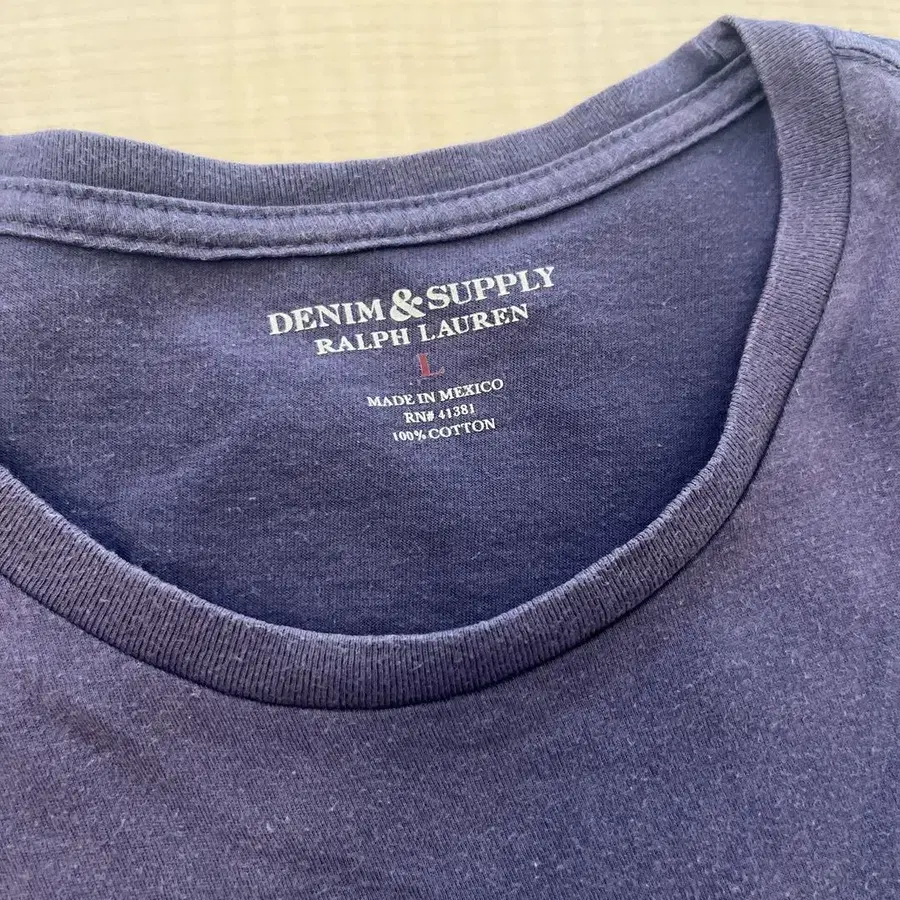 DENIM & SUPPLY
RALPH LAUREN
L
MADE IN MEXICO
RN# 41381
100% COTTON